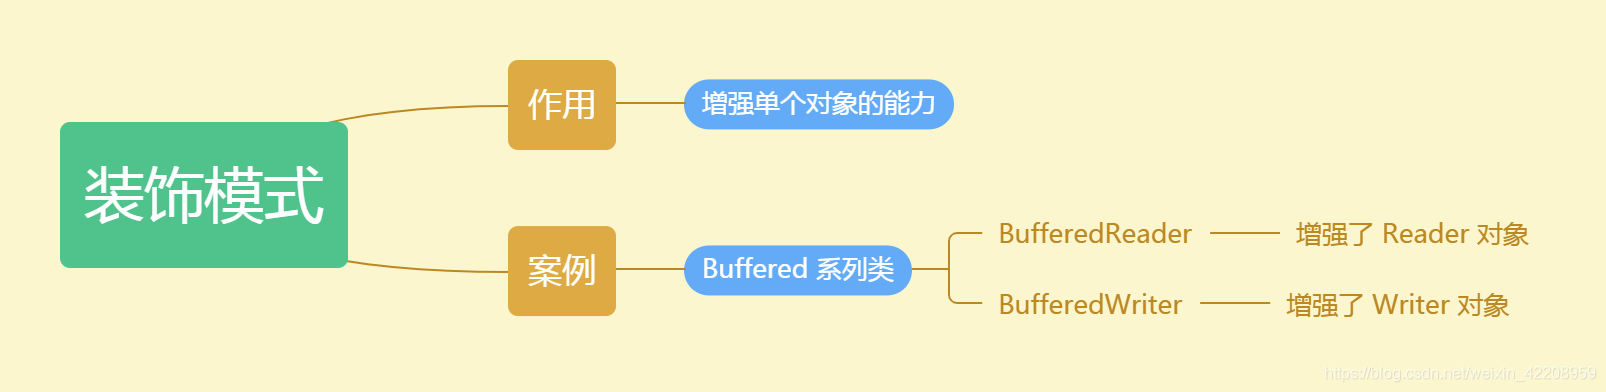 装饰模式
作用
增强单个对象的能力
案例
Buffered 系列类
BufferedReader
增强了 Reader 对象
BufferedWriter
增强了 Writer 对象
https://blog.csdn.net/weixin_42208959